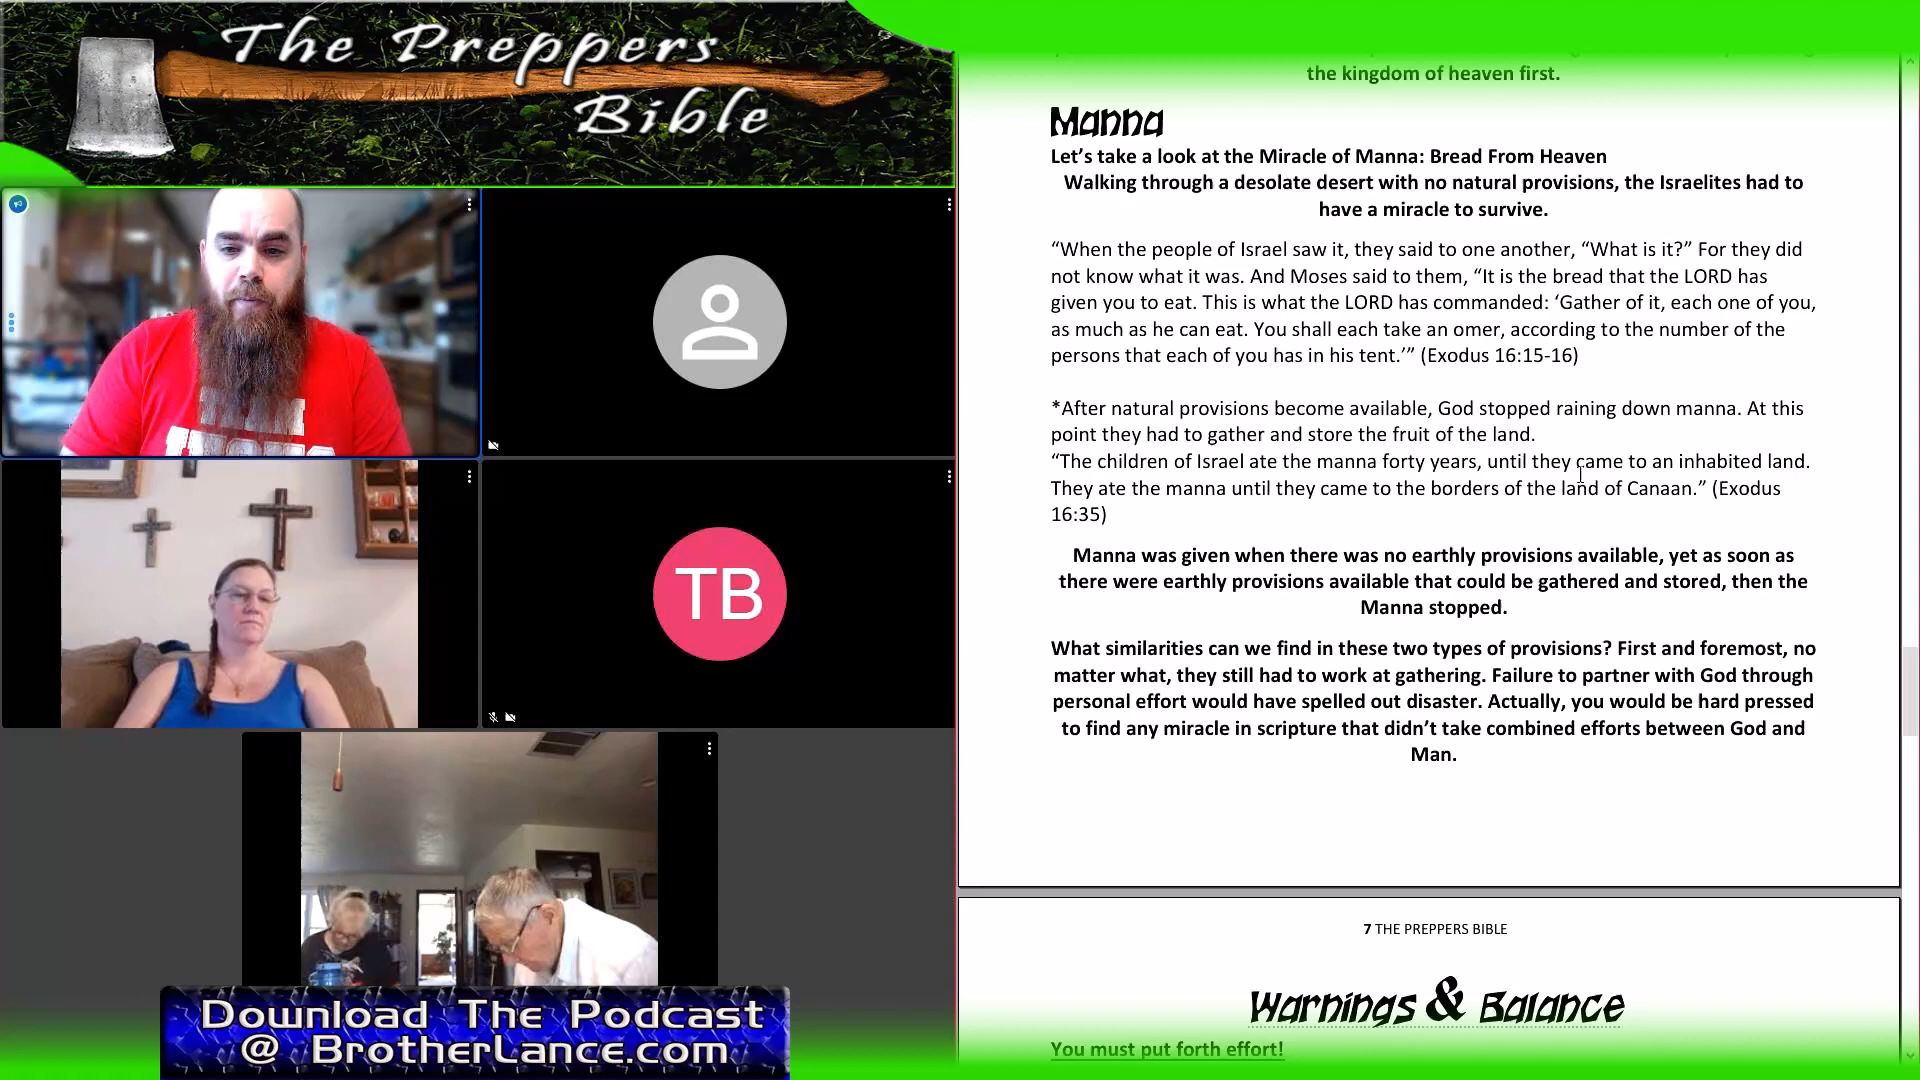 The Preppers
Bible
TB
Download The Podcast
@ BrotherLance.com
the kingdom of heaven first.
Manna
Let’s take a look at the Miracle of Manna: Bread From Heaven
Walking through a desolate desert with no natural provisions, the Israelites had to
have a miracle to survive.
“When the people of Israel saw it, they said to one another, “What is it?” For they did
not know what it was. And Moses said to them, “It is the bread that the LORD has
given you to eat. This is what the LORD has commanded: ‘Gather of it, each one of you,
as much as he can eat. You shall each take an omer, according to the number of the
persons that each of you has in his tent.’” (Exodus 16:15-16)
*After natural provisions become available, God stopped raining down manna. At this
point they had to gather and store the fruit of the land.
“The children of Israel ate the manna forty years, until they came to an inhabited land.
They ate the manna until they came to the borders of the land of Canaan.” (Exodus
16:35)
Manna was given when there was no earthly provisions available, yet as soon as
there were earthly provisions available that could be gathered and stored, then the
Manna stopped.
What similarities can we find in these two types of provisions? First and foremost, no
matter what, they still had to work at gathering. Failure to partner with God through
personal effort would have spelled out disaster. Actually, you would be hard pressed
to find any miracle in scripture that didn’t take combined efforts between God and
Man.
7 THE PREPPERS BIBLE
Warnings & Balance
You must put forth effort!